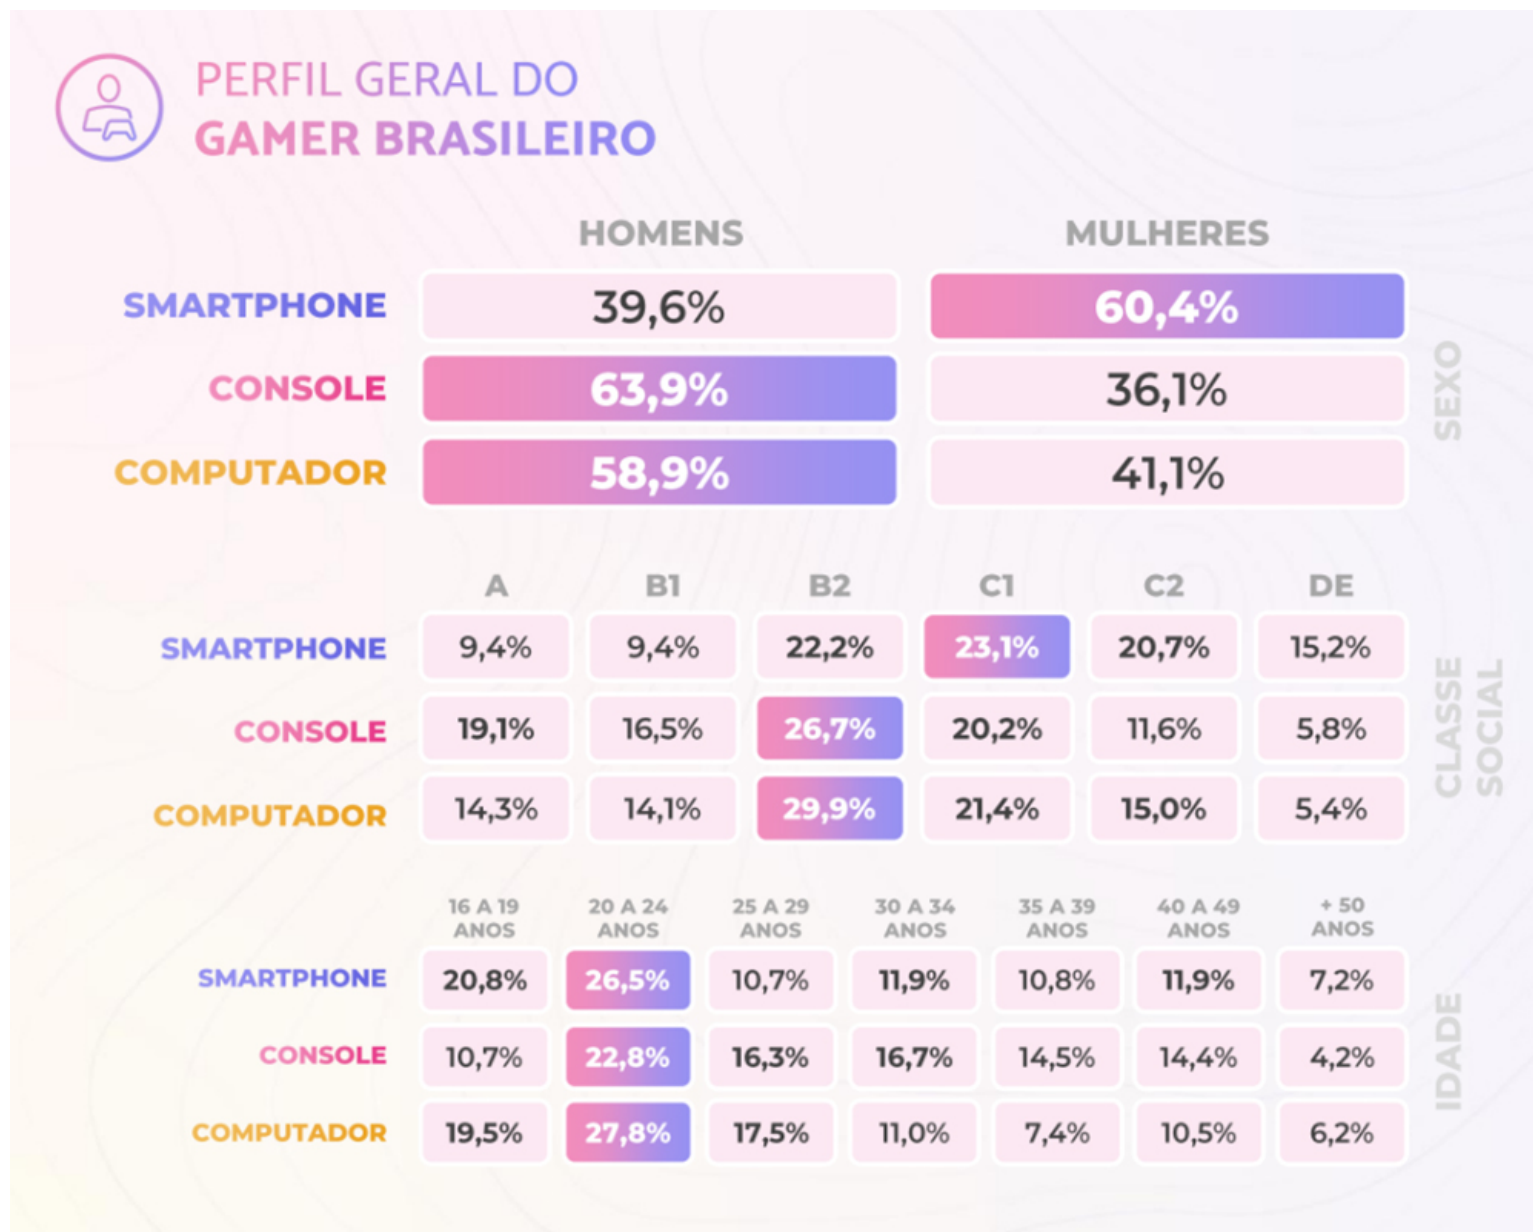 PERFIL GERAL DO
GAMER BRASILEIRO
HOMENS MULHERES
SMARTPHONE 39,6% 60,4%
CONSOLE 63,9% 36,1%
COMPUTADOR 58,9% 41,1%
SEXO
A B1 B2 C1 C2 DE
SMARTPHONE 9,4% 9,4% 22,2% 23,1% 20,7% 15,2%
CONSOLE 19,1% 16,5% 26,7% 20,2% 11,6% 5,8%
COMPUTADOR 14,3% 14,1% 29,9% 21,4% 15,0% 5,4%
CLASSE
SOCIAL
16 A 19 20 A 24 25 A 29 30 A 34 35 A 39 40 A 49 + 50
ANOS ANOS ANOS ANOS ANOS ANOS ANOS
SMARTPHONE 20,8% 26,5% 10,7% 11,9% 10,8% 11,9% 7,2%
CONSOLE 10,7% 22,8% 16,3% 16,7% 14,5% 14,4% 4,2%
COMPUTADOR 19,5% 27,8% 17,5% 11,0% 7,4% 10,5% 6,2%
IDADE